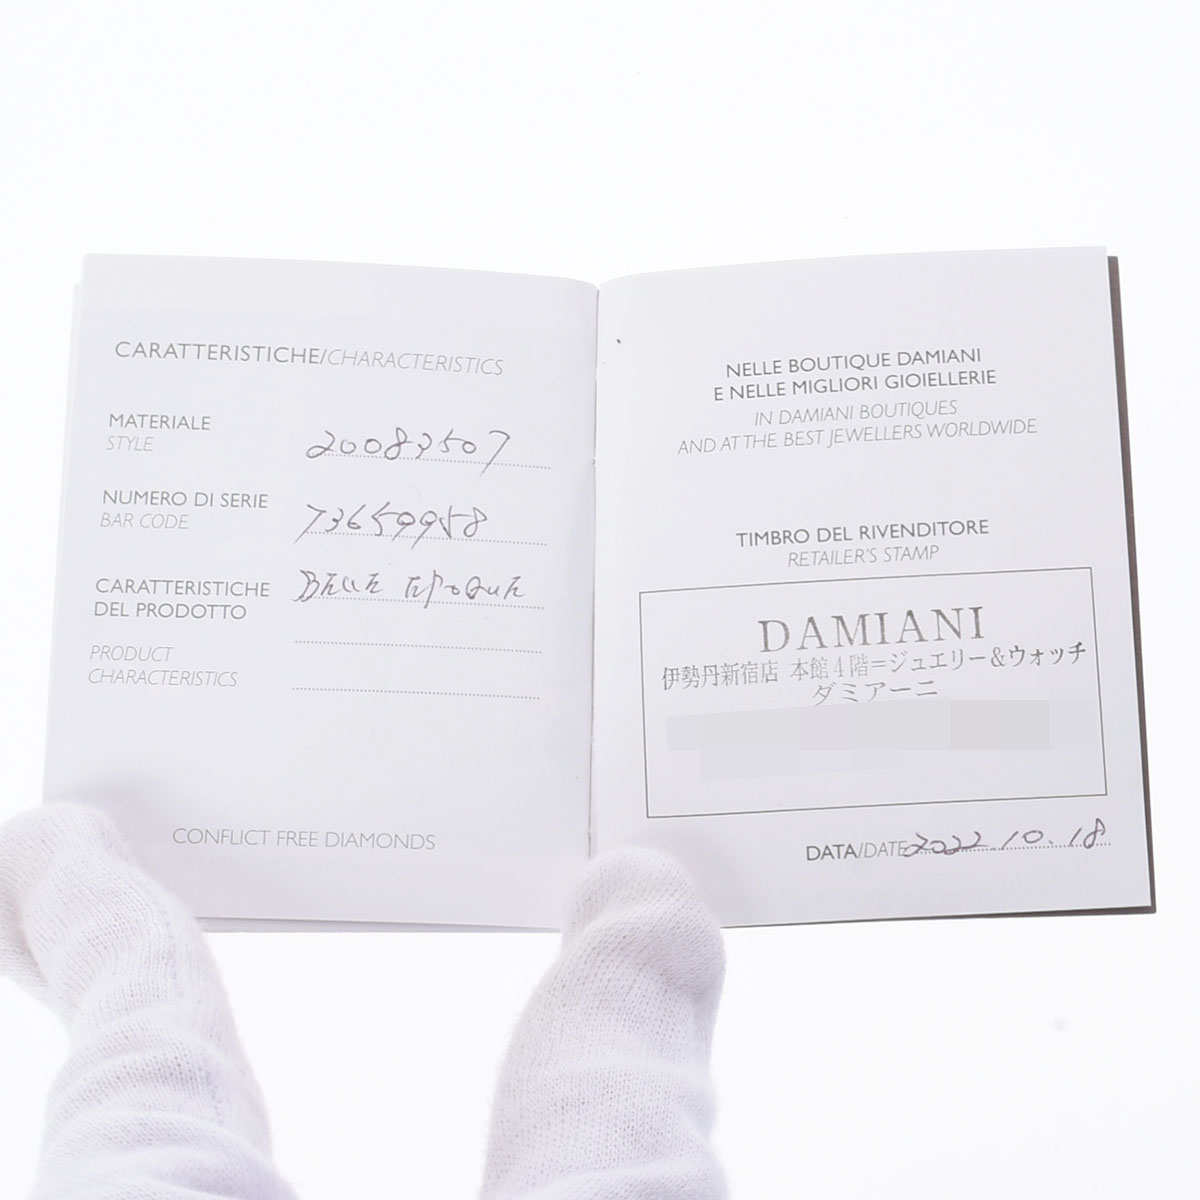 CARATTERISTICHE/CHARACTERISTICS
MATERIALE
STYLE
20083507
NUMERO DI SERIE
BAR CODE
73659958
CARATTERISTICHE
DEL PRODOTTO
BELLE EPOQUE
PRODUCT
CHARACTERISTICS
CONFLICT FREE DIAMONDS
NELLE BOUTIQUE DAMIANI
E NELLE MIGLIORI GIOIELLERIE
IN DAMIANI BOUTIQUES
AND AT THE BEST JEWELLERS WORLDWIDE
TIMBRO DEL RIVENDITORE
RETAILER'S STAMP
DAMIANI
伊勢丹新宿店 本館4階=ジュエリー&ウォッチ
ダミアーニ
DATA/DATE 2022.10.18